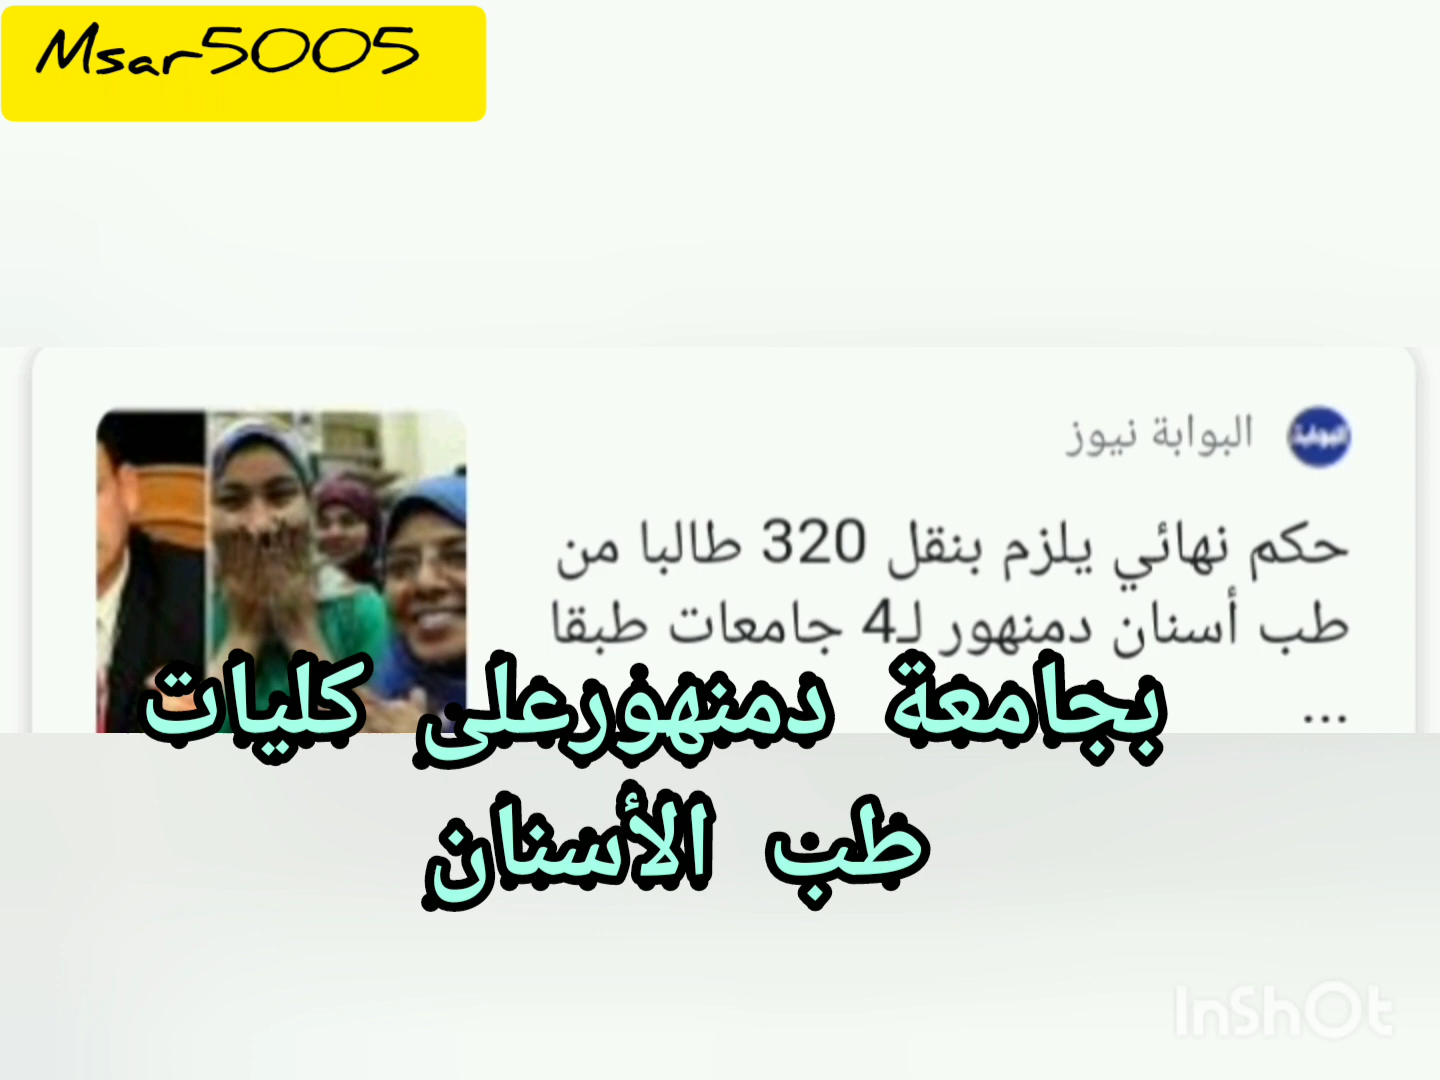 Msar5005
البوابة نيوز
حكم نهائي يلزم بنقل 320 طالبا من
طب أسنان دمنهور لـ4 جامعات طبقا
...
بجامعة دمنهورعلى كليات
طب الأسنان
InShOt